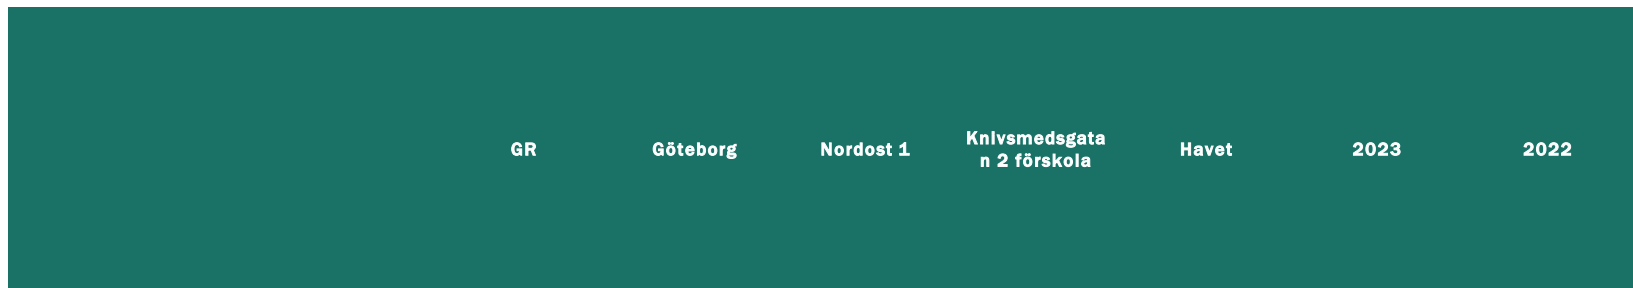 GR Göteborg Nordost 1 Knivsmedsgata
n 2 förskola Havet 2023 2022